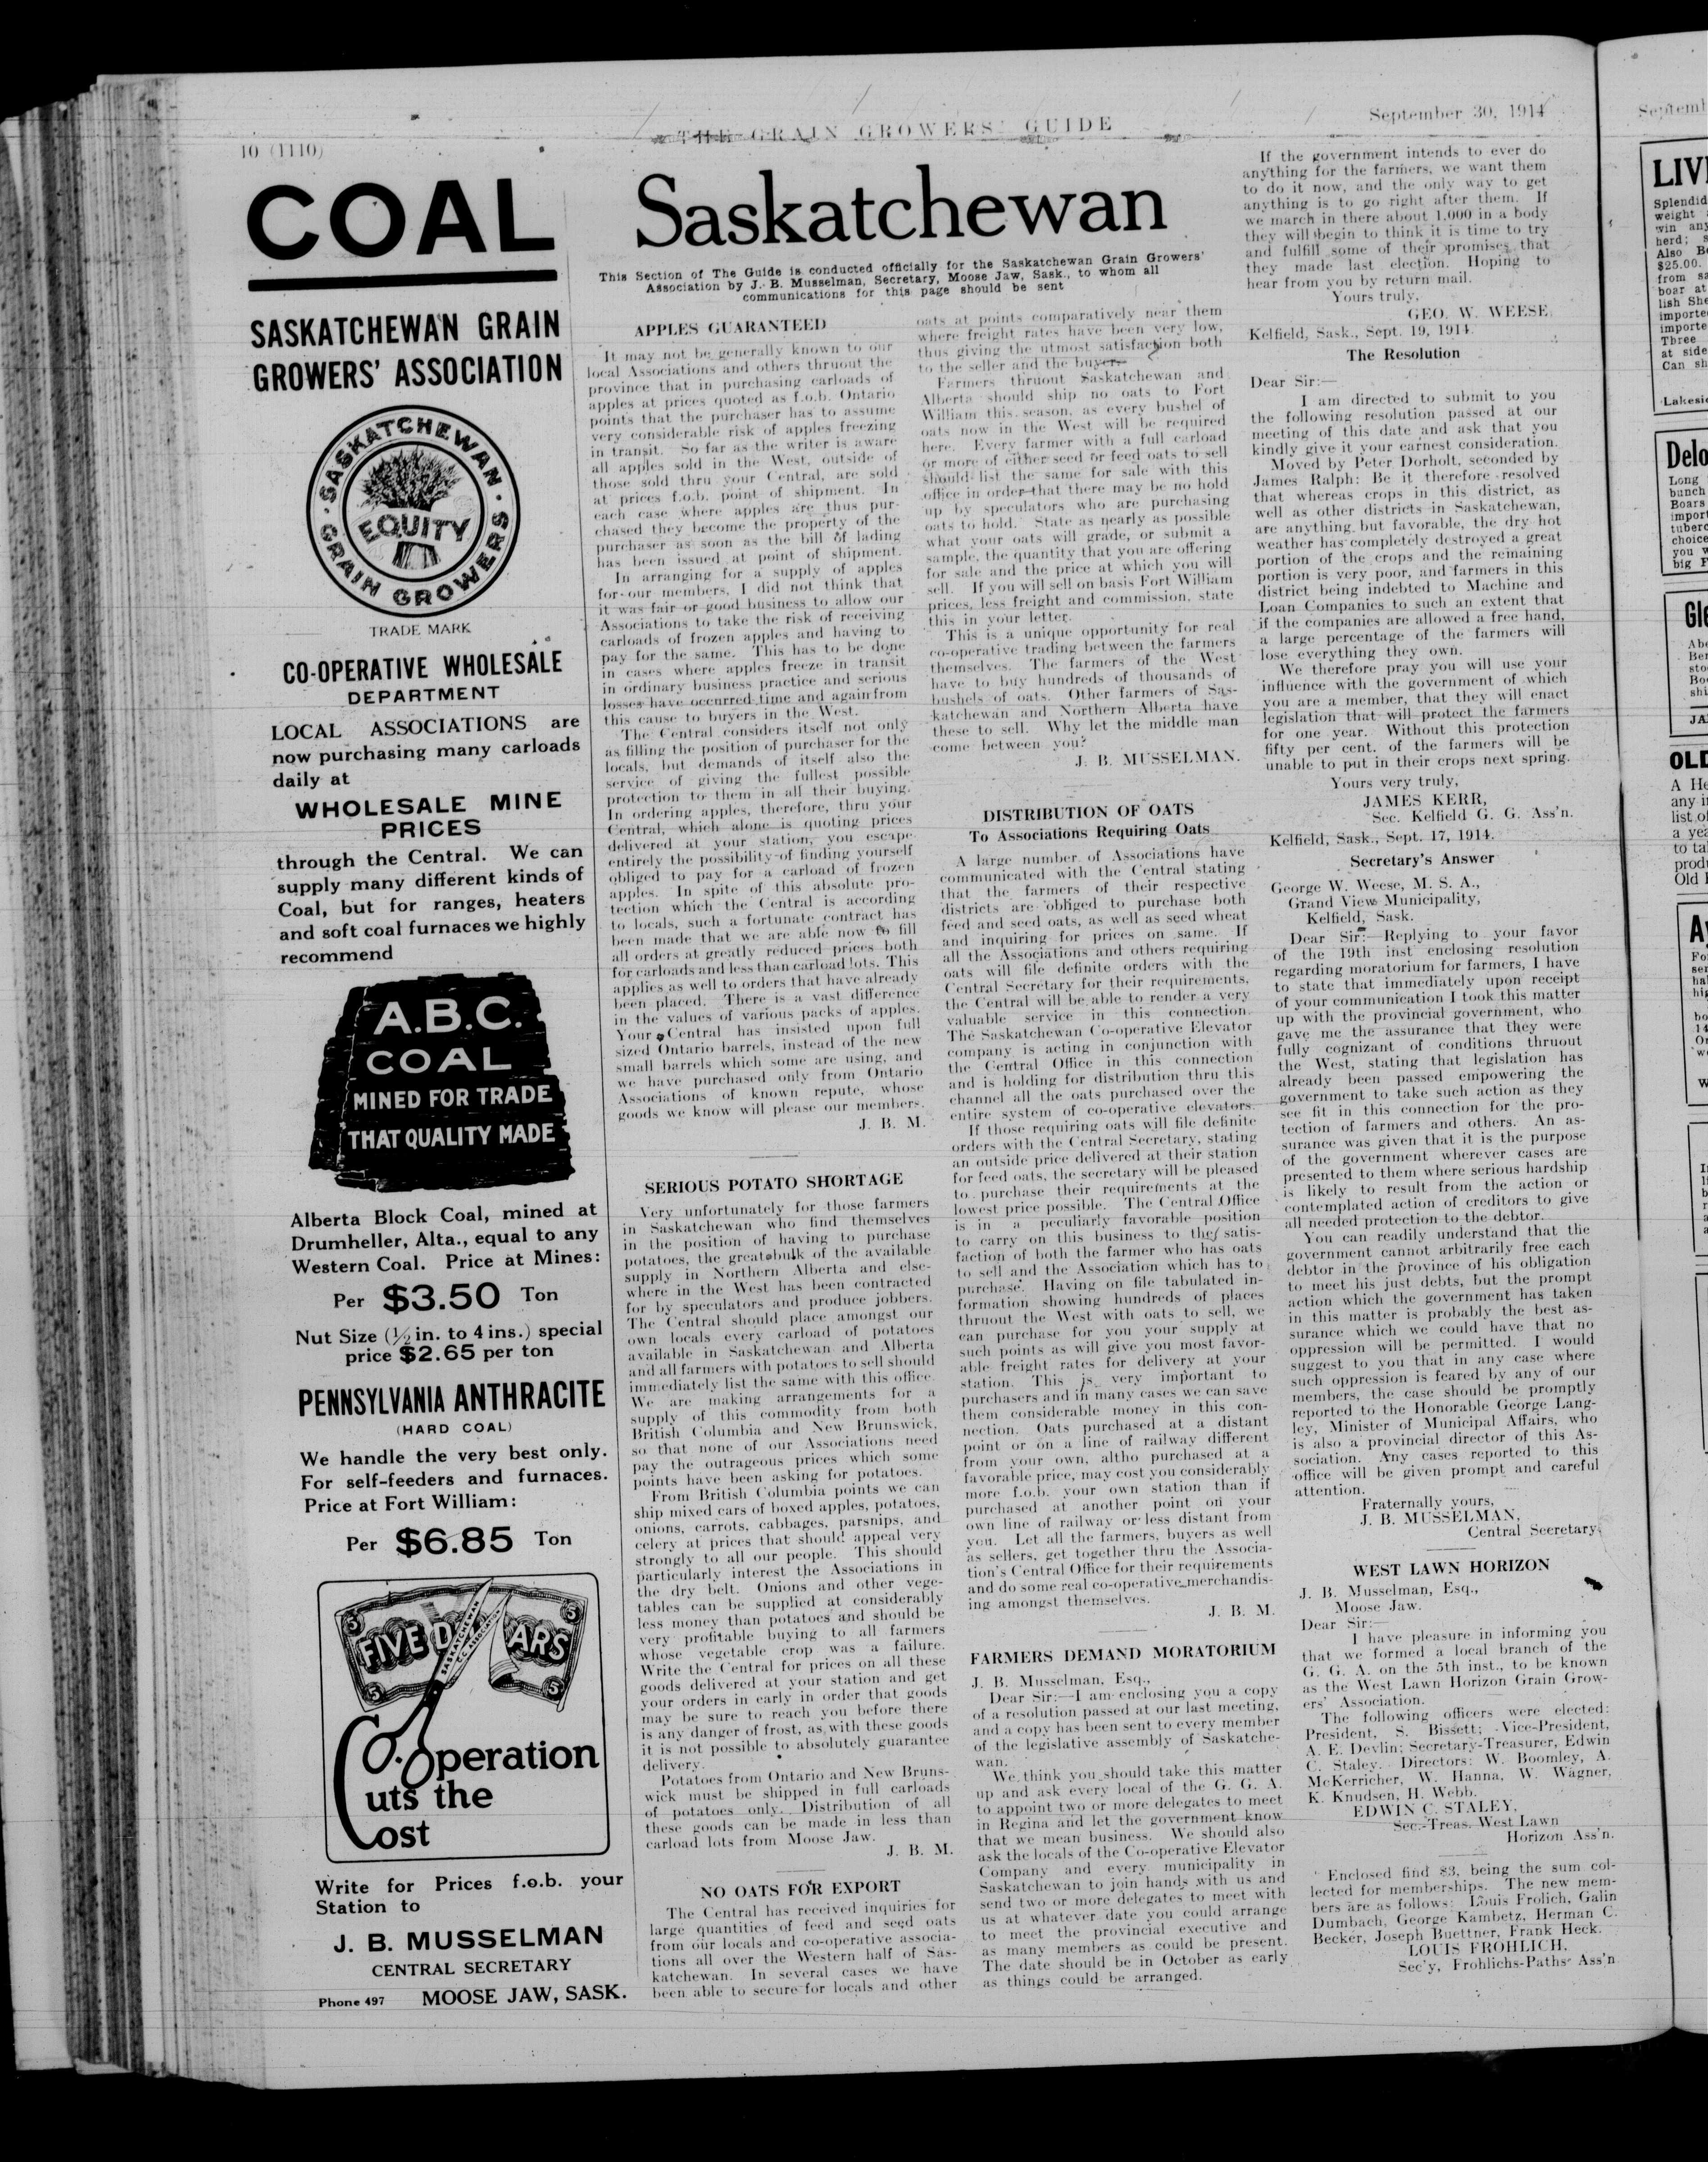 September 30, 1914
THE GRAIN GROWERS' GUIDE
10 (1110)
COAL
SASKATCHEWAN GRAIN
GROWERS' ASSOCIATION
SASKATCHEWAN
EQUITY
GRAIN GROWERS
TRADE MARK
CO-OPERATIVE WHOLESALE
DEPARTMENT
LOCAL ASSOCIATIONS are
now purchasing many carloads
daily at
WHOLESALE MINE
PRICES
through the Central. We can
supply many different kinds of
Coal, but for ranges, heaters
and soft coal furnaces we highly
recommend
A.B.C.
COAL
MINED FOR TRADE
THAT QUALITY MADE
Alberta Block Coal, mined at
Drumheller, Alta., equal to any
Western Coal. Price at Mines:
Per $3.50 Ton
Nut Size (½ in. to 4 ins.) special
price $2.65 per ton
PENNSYLVANIA ANTHRACITE
(HARD COAL)
We handle the very best only.
For self-feeders and furnaces.
Price at Fort William:
Per $6.85 Ton
FIVE D ARS
SASKATCHEWAN
Co.operation
Cuts the
Cost
Write for Prices f.o.b. your
Station to
J. B. MUSSELMAN
CENTRAL SECRETARY
Phone 497 MOOSE JAW, SASK.
Saskatchewan
This Section of The Guide is conducted officially for the Saskatchewan Grain Growers'
Association by J. B. Musselman, Secretary, Moose Jaw, Sask., to whom all
communications for this page should be sent
APPLES GUARANTEED
It may not be generally known to our
local Associations and others thruout the
province that in purchasing carloads of
apples at prices quoted as f.o.b. Ontario
points that the purchaser has to assume
very considerable risk of apples freezing
in transit. So far as the writer is aware
all apples sold in the West, outside of
those sold thru your Central, are sold
at prices f.o.b. point of shipment. In
each case where apples are thus pur-
chased they become the property of the
purchaser as soon as the bill of lading
has been issued at point of shipment.
In arranging for a supply of apples
for our members, I did not think that
it was fair or good business to allow our
Associations to take the risk of receiving
carloads of frozen apples and having to
pay for the same. This has to be done
in cases where apples freeze in transit
in ordinary business practice and serious
losses have occurred time and again from
this cause to buyers in the West.
The Central considers itself not only
as filling the position of purchaser for the
locals, but demands of itself also the
service of giving the fullest possible
protection to them in all their buying.
In ordering apples, therefore, thru your
Central, which alone is quoting prices
delivered at your station, you escape
entirely the possibility of finding yourself
obliged to pay for a carload of frozen
apples. In spite of this absolute pro-
tection which the Central is according
to locals, such a fortunate contract has
been made that we are able now to fill
all orders at greatly reduced prices both
for carloads and less than carload lots. This
applies as well to orders that have already
been placed. There is a vast difference
in the values of various packs of apples.
Your Central has insisted upon full
sized Ontario barrels, instead of the new
small barrels which some are using, and
we have purchased only from Ontario
Associations of known repute, whose
goods we know will please our members.
J. B. M.
SERIOUS POTATO SHORTAGE
Very unfortunately for those farmers
in Saskatchewan who find themselves
in the position of having to purchase
potatoes, the great bulk of the available
supply in Northern Alberta and else-
where in the West has been contracted
for by speculators and produce jobbers.
The Central should place amongst our
own locals every carload of potatoes
available in Saskatchewan and Alberta
and all farmers with potatoes to sell should
immediately list the same with this office.
We are making arrangements for a
supply of this commodity from both
British Columbia and New Brunswick,
so that none of our Associations need
pay the outrageous prices which some
points have been asking for potatoes.
From British Columbia points we can
ship mixed cars of boxed apples, potatoes,
onions, carrots, cabbages, parsnips, and
celery at prices that should appeal very
strongly to all our people. This should
particularly interest the Associations in
the dry belt. Onions and other vege-
tables can be supplied at considerably
less money than potatoes and should be
very profitable buying to all farmers
whose vegetable crop was a failure.
Write the Central for prices on all these
goods delivered at your station and get
your orders in early in order that goods
may be sure to reach you before there
is any danger of frost, as with these goods
it is not possible to absolutely guarantee
delivery.
Potatoes from Ontario and New Bruns-
wick must be shipped in full carloads
of potatoes only. Distribution of all
these goods can be made in less than
carload lots from Moose Jaw.
J. B. M.
NO OATS FOR EXPORT
The Central has received inquiries for
large quantities of feed and seed oats
from our locals and co-operative associa-
tions all over the Western half of Sas-
katchewan. In several cases we have
been able to secure for locals and other
oats at points comparatively near them
where freight rates have been very low,
thus giving the utmost satisfaction both
to the seller and the buyer.
Farmers thruout Saskatchewan and
Alberta should ship no oats to Fort
William this season, as every bushel of
oats now in the West will be required
here. Every farmer with a full carload
or more of either seed or feed oats to sell
should list the same for sale with this
office in order that there may be no hold
up by speculators who are purchasing
oats to hold. State as nearly as possible
what your oats will grade, or submit a
sample, the quantity that you are offering
for sale and the price at which you will
sell. If you will sell on basis Fort William
prices, less freight and commission, state
this in your letter.
This is a unique opportunity for real
co-operative trading between the farmers
themselves. The farmers of the West
have to buy hundreds of thousands of
bushels of oats. Other farmers of Sas-
katchewan and Northern Alberta have
these to sell. Why let the middle man
come between you?
J. B. MUSSELMAN.
DISTRIBUTION OF OATS
To Associations Requiring Oats
A large number of Associations have
communicated with the Central stating
that the farmers of their respective
districts are obliged to purchase both
feed and seed oats, as well as seed wheat
and inquiring for prices on same. If
all the Associations and others requiring
oats will file definite orders with the
Central Secretary for their requirements,
the Central will be able to render a very
valuable service in this connection.
The Saskatchewan Co-operative Elevator
company is acting in conjunction with
the Central Office in this connection
and is holding for distribution thru this
channel all the oats purchased over the
entire system of co-operative elevators.
If those requiring oats will file definite
orders with the Central Secretary, stating
an outside price delivered at their station
for feed oats, the secretary will be pleased
to purchase their requirements at the
lowest price possible. The Central Office
is in a peculiarly favorable position
to carry on this business to the satis-
faction of both the farmer who has oats
to sell and the Association which has to
purchase. Having on file tabulated in-
formation showing hundreds of places
thruout the West with oats to sell, we
can purchase for you your supply at
such points as will give you most favor-
able freight rates for delivery at your
station. This is very important to
purchasers and in many cases we can save
them considerable money in this con-
nection. Oats purchased at a distant
point or on a line of railway different
from your own, altho purchased at a
favorable price, may cost you considerably
more f.o.b. your own station than if
purchased at another point on your
own line of railway or less distant from
you. Let all the farmers, buyers as well
as sellers, get together thru the Associa-
tion's Central Office for their requirements
and do some real co-operative merchandis-
ing amongst themselves.
J. B. M.
FARMERS DEMAND MORATORIUM
J. B. Musselman, Esq.,
Dear Sir:—I am enclosing you a copy
of a resolution passed at our last meeting,
and a copy has been sent to every member
of the legislative assembly of Saskatche-
wan.
We think you should take this matter
up and ask every local of the G. G. A.
to appoint two or more delegates to meet
in Regina and let the government know
that we mean business. We should also
ask the locals of the Co-operative Elevator
Company and every municipality in
Saskatchewan to join hands with us and
send two or more delegates to meet with
us at whatever date you could arrange
to meet the provincial executive and
as many members as could be present.
The date should be in October as early
as things could be arranged.
If the government intends to ever do
anything for the farmers, we want them
to do it now, and the only way to get
anything is to go right after them. If
we march in there about 1,000 in a body
they will begin to think it is time to try
and fulfill some of their promises that
they made last election. Hoping to
hear from you by return mail.
Yours truly,
GEO. W. WEESE.
Kelfield, Sask., Sept. 19, 1914.
The Resolution
Dear Sir:—
I am directed to submit to you
the following resolution passed at our
meeting of this date and ask that you
kindly give it your earnest consideration.
Moved by Peter Dorholt, seconded by
James Ralph: Be it therefore resolved
that whereas crops in this district, as
well as other districts in Saskatchewan,
are anything but favorable, the dry hot
weather has completely destroyed a great
portion of the crops and the remaining
portion is very poor, and farmers in this
district being indebted to Machine and
Loan Companies to such an extent that
if the companies are allowed a free hand,
a large percentage of the farmers will
lose everything they own.
We therefore pray you will use your
influence with the government of which
you are a member, that they will enact
legislation that will protect the farmers
for one year. Without this protection
fifty per cent. of the farmers will be
unable to put in their crops next spring.
Yours very truly,
JAMES KERR,
Sec. Kelfield G. G. Ass'n.
Kelfield, Sask., Sept. 17, 1914.
Secretary's Answer
George W. Weese, M. S. A.,
Grand View Municipality,
Kelfield, Sask.
Dear Sir:—Replying to your favor
of the 19th inst enclosing resolution
regarding moratorium for farmers, I have
to state that immediately upon receipt
of your communication I took this matter
up with the provincial government, who
gave me the assurance that they were
fully cognizant of conditions thruout
the West, stating that legislation has
already been passed empowering the
government to take such action as they
see fit in this connection for the pro-
tection of farmers and others. An as-
surance was given that it is the purpose
of the government wherever cases are
presented to them where serious hardship
is likely to result from the action or
contemplated action of creditors to give
all needed protection to the debtor.
You can readily understand that the
government cannot arbitrarily free each
debtor in the province of his obligation
to meet his just debts, but the prompt
action which the government has taken
in this matter is probably the best as-
surance which we could have that no
oppression will be permitted. I would
suggest to you that in any case where
such oppression is feared by any of our
members, the case should be promptly
reported to the Honorable George Lang-
ley, Minister of Municipal Affairs, who
is also a provincial director of this As-
sociation. Any cases reported to this
office will be given prompt and careful
attention.
Fraternally yours,
J. B. MUSSELMAN,
Central Secretary.
WEST LAWN HORIZON
J. B. Musselman, Esq.,
Moose Jaw.
Dear Sir:—
I have pleasure in informing you
that we formed a local branch of the
G. G. A. on the 5th inst., to be known
as the West Lawn Horizon Grain Grow-
ers' Association.
The following officers were elected:
President, S. Bissett; Vice-President,
A. E. Devlin; Secretary-Treasurer, Edwin
C. Staley. Directors: W. Boomley, A.
McKerricher, W. Hanna, W. Wagner,
K. Knudsen, H. Webb.
EDWIN C. STALEY,
Sec.-Treas. West Lawn
Horizon Ass'n.
Enclosed find $3, being the sum col-
lected for memberships. The new mem-
bers are as follows: Louis Frolich, Galin
Dumbach, George Kambetz, Herman C.
Becker, Joseph Buettner, Frank Heck.
LOUIS FROHLICH,
Sec'y, Frohlichs-Paths Ass'n.
Splendid
weight
win any
herd;
Also
$25.00.
from
boar at
lish She
imported
Three
at side
Can sh
Long
bunch
Boars
choice
you
big
OLD
A He
any
list of
a
to
Old